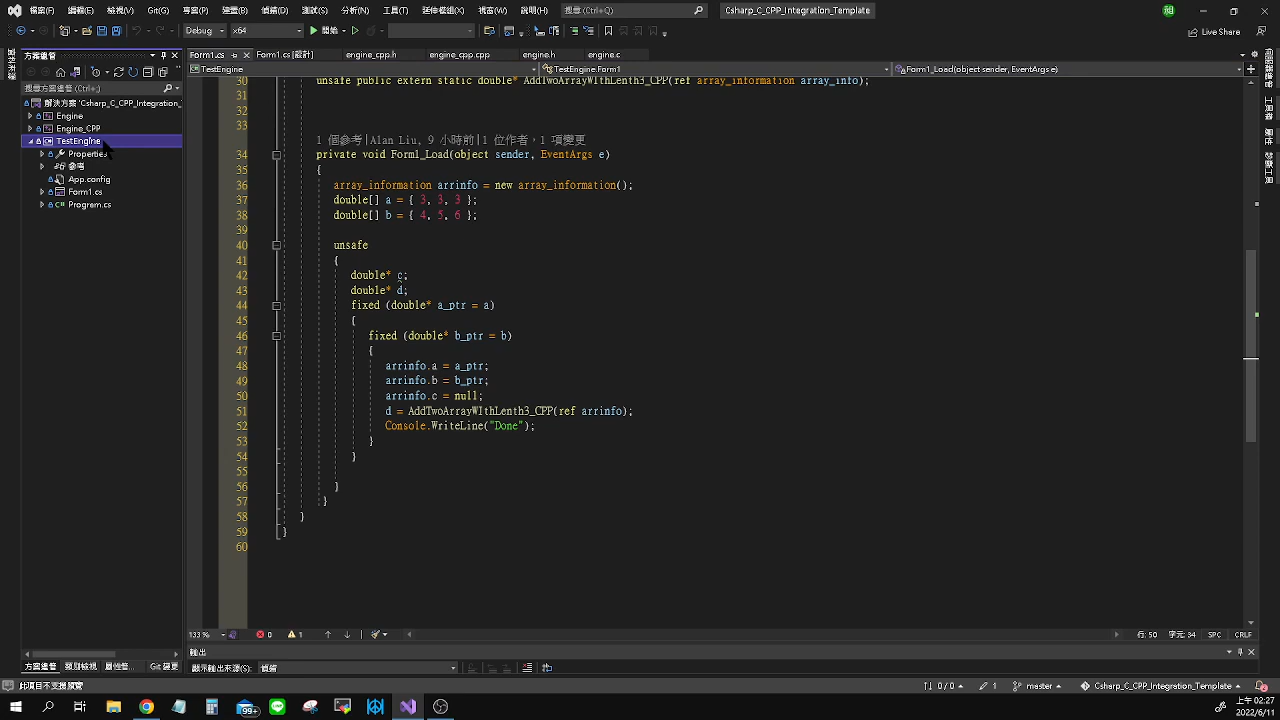 檔案(F) 編輯(E) 檢視(V) Git(G) 專案(P) 建置(B) 偵錯(D) 測試(S) 分析(N) 工具(T) 延伸模組(X) 視窗(W) 說明(H) 搜尋 (Ctrl+Q) Csharp_C_CPP_Integration_Template
Debug x64 開始 Live Share
方案總管 Form1.cs Form1.cs [設計] engine_cpp.h engine_cpp.cpp engine.h engine.c
TestEngine TestEngine.Form1 Form1_Load(object sender, EventArgs e)
搜尋方案總管 (Ctrl+;)
解決方案 'Csharp_C_CPP_Integration_
Engine
Engine_CPP
TestEngine
Properties
參考
App.config
Form1.cs
Program.cs
30 unsafe public extern static double* AddTwoArrayWIthLenth3_CPP(ref array_information array_info);
31
32
33
1 個參考|Alan Liu, 9 小時前|1 位作者，1 項變更
34 private void Form1_Load(object sender, EventArgs e)
35 {
36 array_information arrinfo = new array_information();
37 double[] a = { 3, 3, 3 };
38 double[] b = { 4, 5, 6 };
39
40 unsafe
41 {
42 double* c;
43 double* d;
44 fixed (double* a_ptr = a)
45 {
46 fixed (double* b_ptr = b)
47 {
48 arrinfo.a = a_ptr;
49 arrinfo.b = b_ptr;
50 arrinfo.c = null;
51 d = AddTwoArrayWIthLenth3_CPP(ref arrinfo);
52 Console.WriteLine("Done");
53 }
54 }
55
56 }
57 }
58 }
59 }
60
133 % 0 1 行: 50 字元: 34 SPC CRLF
輸出
方案總管 類別檢視 屬性... Git 變更 顯示輸出來源(S): 偵錯
此項目不支援預覽 0 / 0 1 master Csharp_C_CPP_Integration_Template
99+
上午 02:27
2022/6/11